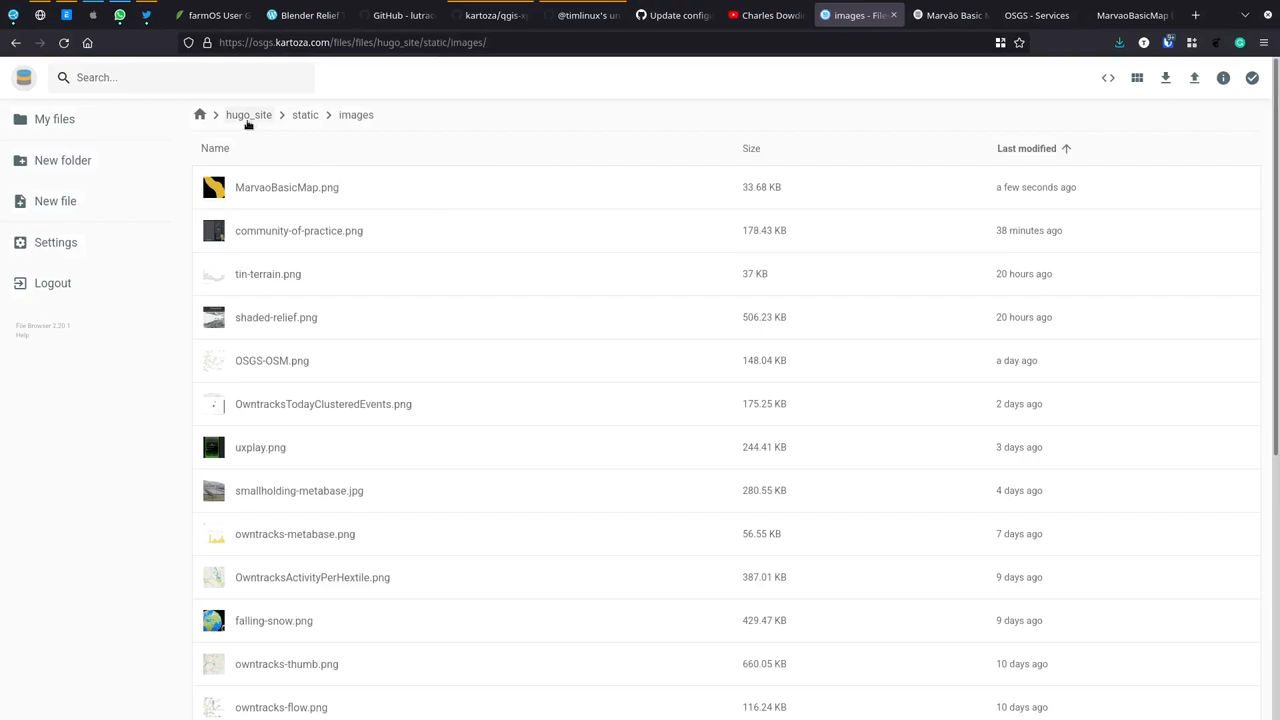 farmOS User G
Blender Relief
GitHub - lutrao
kartoza/qgis-xp
@timlinux's un
Update config
Charles Dowdi
images - Files
Marvão Basic
OSGS - Services
MarvaoBasicMap
https://osgs.kartoza.com/files/files/hugo_site/static/images/
Search...
My files
New folder
New file
Settings
Logout
File Browser 2.20.1
Help
hugo_site
static
images
Name Size Last modified
MarvaoBasicMap.png 33.68 KB a few seconds ago
community-of-practice.png 178.43 KB 38 minutes ago
tin-terrain.png 37 KB 20 hours ago
shaded-relief.png 506.23 KB 20 hours ago
OSGS-OSM.png 148.04 KB a day ago
OwntracksTodayClusteredEvents.png 175.25 KB 2 days ago
uxplay.png 244.41 KB 3 days ago
smallholding-metabase.jpg 280.55 KB 4 days ago
owntracks-metabase.png 56.55 KB 7 days ago
OwntracksActivityPerHextile.png 387.01 KB 9 days ago
falling-snow.png 429.47 KB 9 days ago
owntracks-thumb.png 660.05 KB 10 days ago
owntracks-flow.png 116.24 KB 10 days ago